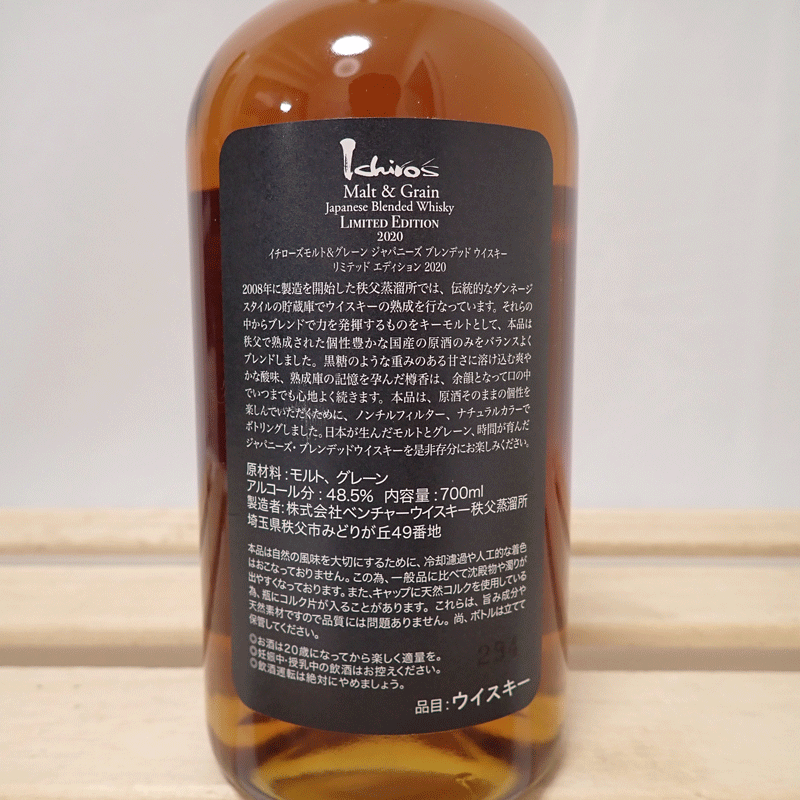 Ichiro's
Malt & Grain
Japanese Blended Whisky
LIMITED EDITION
2020
イチローズモルト&グレーン ジャパニーズ ブレンデッド ウイスキー
リミテッド エディション 2020
2008年に製造を開始した秩父蒸溜所では、伝統的なダンネージ
スタイルの貯蔵庫でウイスキーの熟成を行なっています。それらの
中からブレンドで力を発揮するものをキーモルトとして、本品は
秩父で熟成された個性豊かな国産の原酒のみをバランスよく
ブレンドしました。黒糖のような重みのある甘さに溶け込む爽や
かな酸味、熟成庫の記憶を孕んだ樽香は、余韻となって口の中
でいつまでも心地よく続きます。本品は、原酒そのままの個性を
楽しんでいただくために、ノンチルフィルター、ナチュラルカラーで
ボトリングしました。日本が生んだモルトとグレーン、時間が育んだ
ジャパニーズ・ブレンデッドウイスキーを是非存分にお楽しみください。
原材料:モルト、グレーン
アルコール分:48.5% 内容量:700ml
製造者:株式会社ベンチャーウイスキー秩父蒸溜所
埼玉県秩父市みどりが丘49番地
本品は自然の風味を大切にするために、冷却濾過や人工的な着色
はおこなっておりません。この為、一般品に比べて沈殿物や濁りが
出やすくなっております。また、キャップに天然コルクを使用している
為、瓶にコルク片が入ることがあります。これらは、旨み成分や
天然素材ですので品質には問題ありません。尚、ボトルは立てて
保管してください。
◎お酒は20歳になってから楽しく適量を。
◎妊娠中・授乳中の飲酒はお控えください。
◎飲酒運転は絶対にやめましょう。
294
品目:ウイスキー